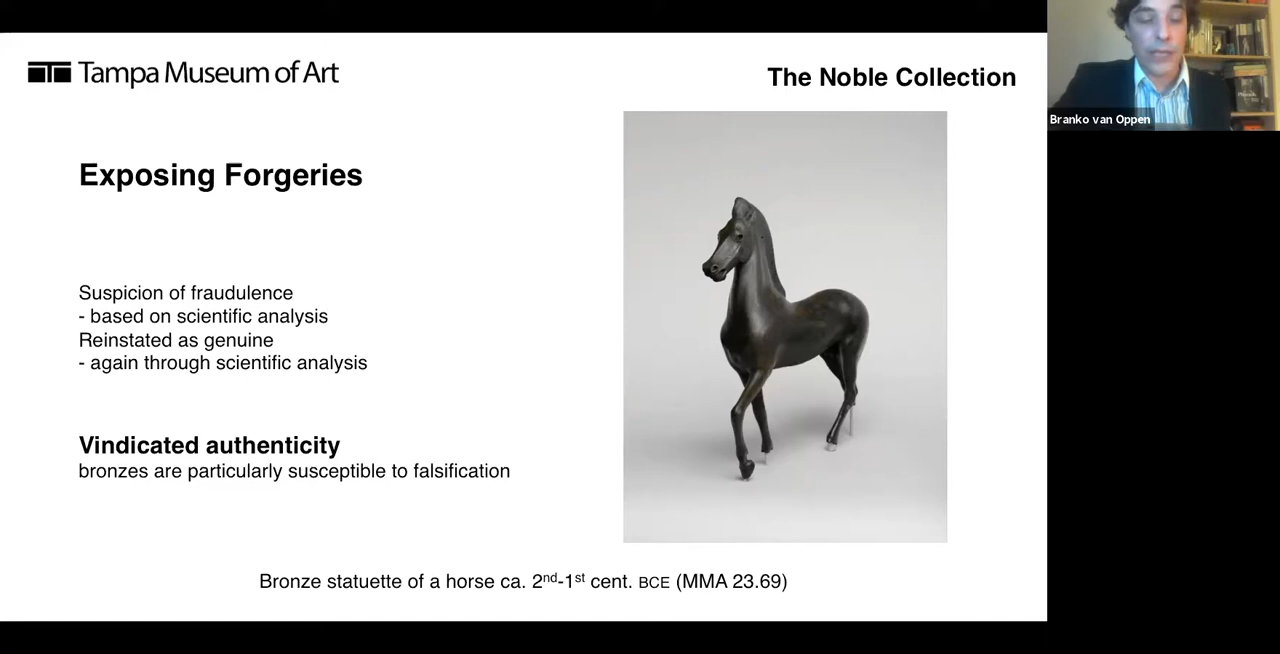 Tampa Museum of Art
The Noble Collection
Branko van Oppen
Exposing Forgeries
Suspicion of fraudulence
- based on scientific analysis
Reinstated as genuine
- again through scientific analysis
Vindicated authenticity
bronzes are particularly susceptible to falsification
Bronze statuette of a horse ca. 2nd-1st cent. BCE (MMA 23.69)